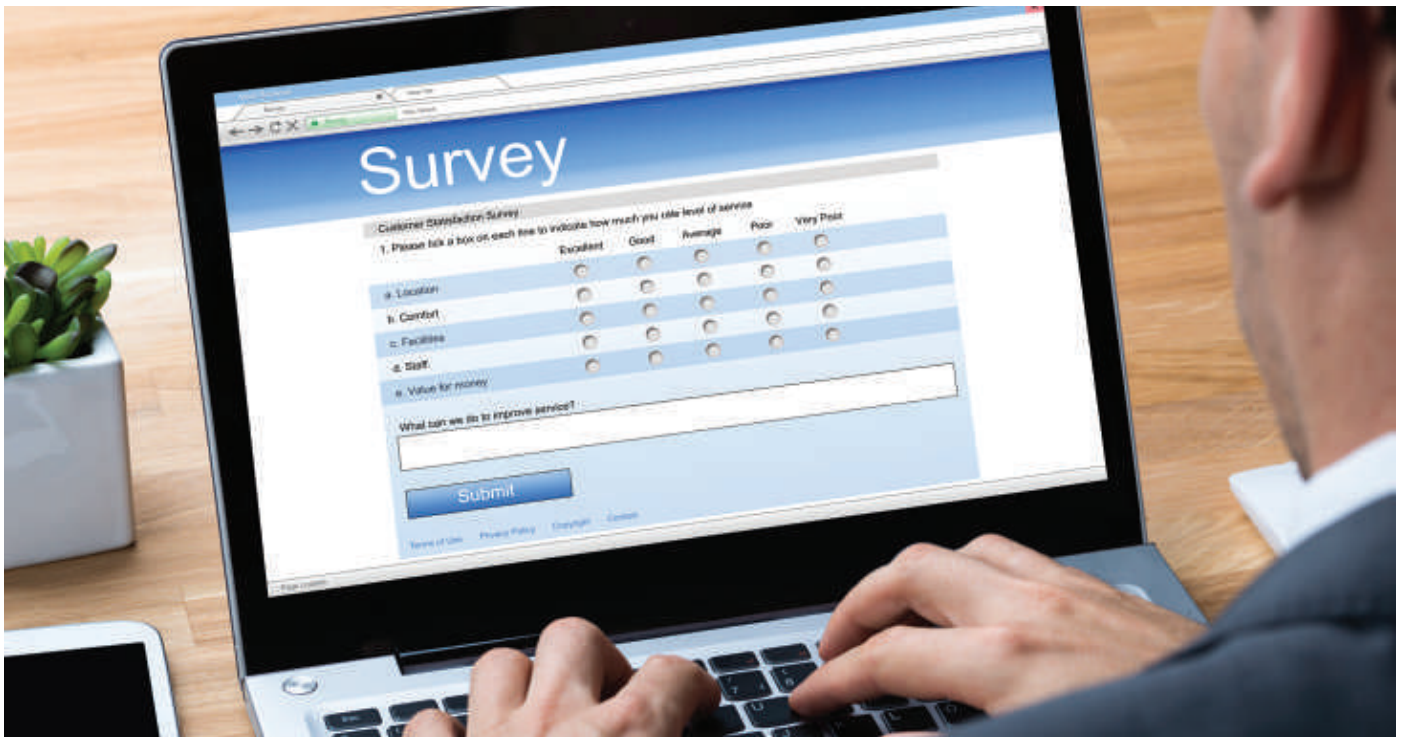 Survey
Customer Satisfaction Survey
1. Please tick a box on each line to indicate how much you rate level of service
Excellent Good Average Poor Very Poor
a. Location
b. Comfort
c. Facilities
d. Staff
e. Value for money
What can we do to improve service?
Submit
Terms of Use Privacy Policy Copyright Contact
Esc